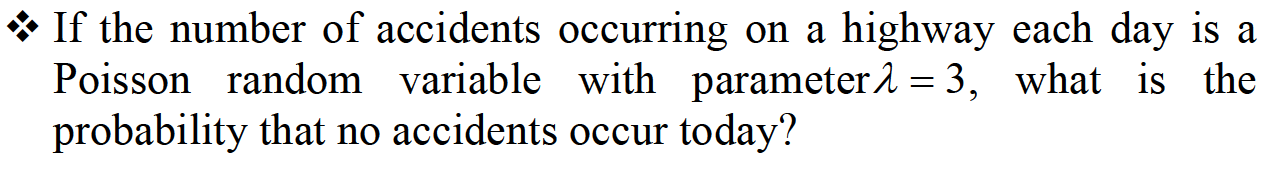 ❖ If the number of accidents occurring on a highway each day is a
Poisson random variable with parameter λ = 3, what is the
probability that no accidents occur today?